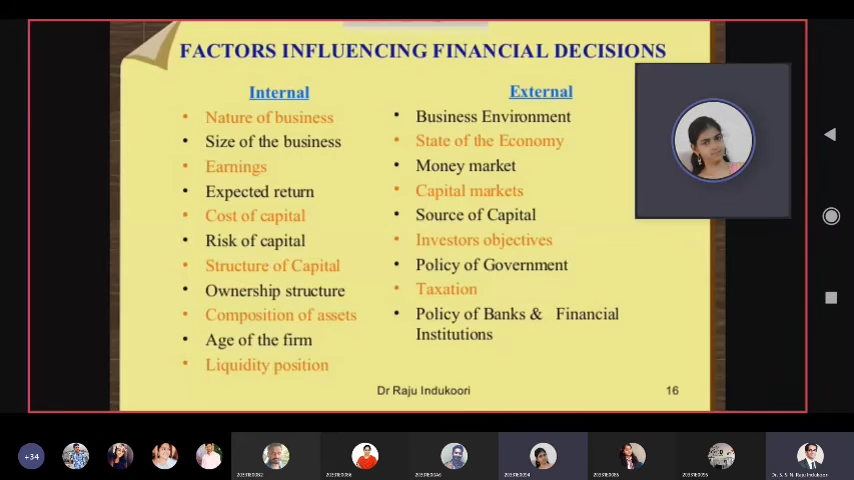 FACTORS INFLUENCING FINANCIAL DECISIONS
Internal
• Nature of business
• Size of the business
• Earnings
• Expected return
• Cost of capital
• Risk of capital
• Structure of Capital
• Ownership structure
• Composition of assets
• Age of the firm
• Liquidity position
External
• Business Environment
• State of the Economy
• Money market
• Capital markets
• Source of Capital
• Investors objectives
• Policy of Government
• Taxation
• Policy of Banks & Financial
Institutions
Dr Raju Indukoori
16
+34
Dr. S. S. N. Raju Indukoori